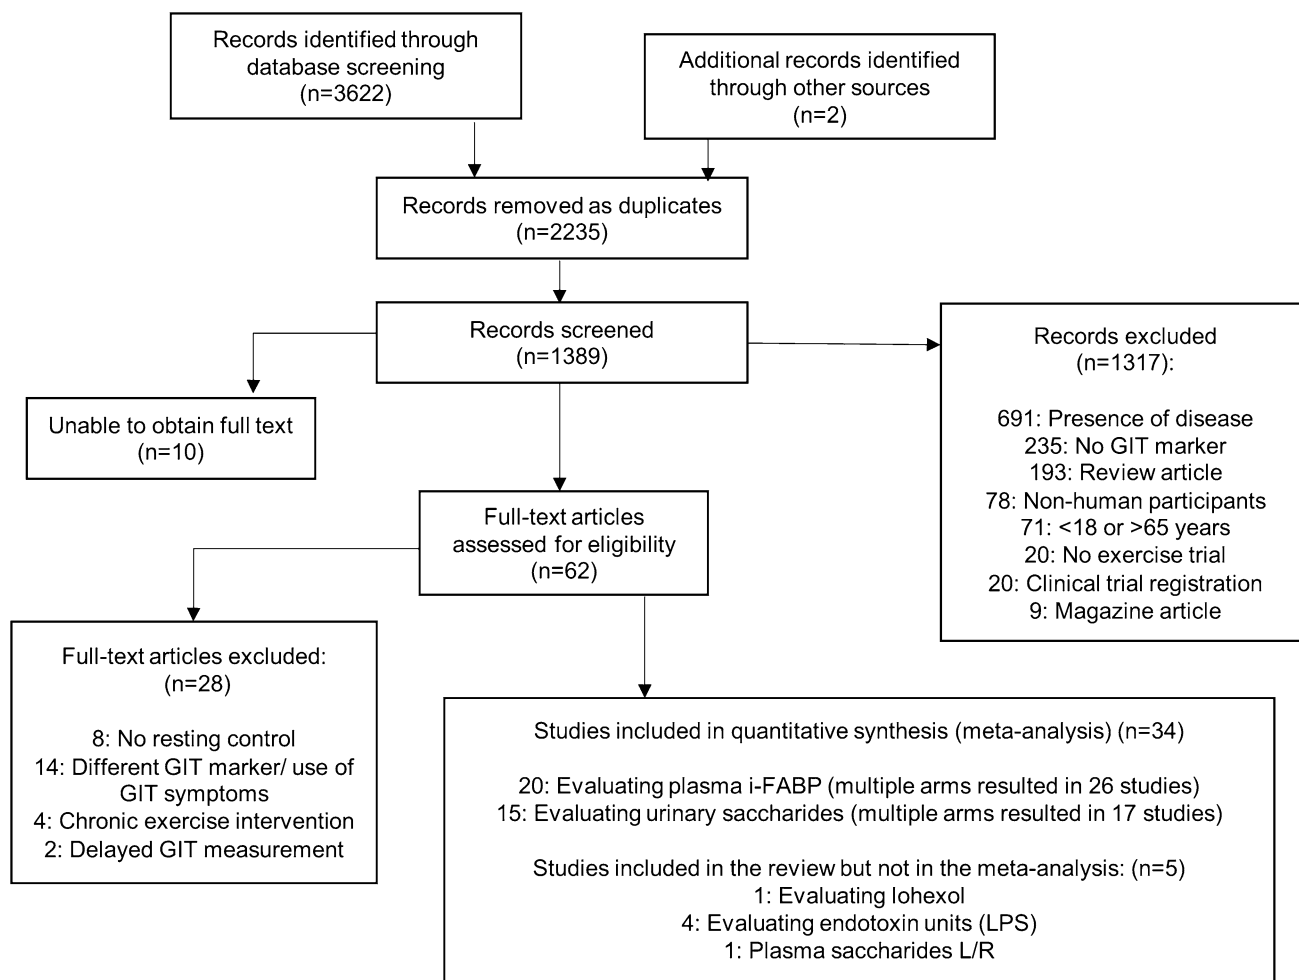 Records identified through
database screening
(n=3622)
Additional records identified
through other sources
(n=2)
Records removed as duplicates
(n=2235)
Records screened
(n=1389)
Records excluded
(n=1317):
691: Presence of disease
235: No GIT marker
193: Review article
78: Non-human participants
71: <18 or >65 years
20: No exercise trial
20: Clinical trial registration
9: Magazine article
Unable to obtain full text
(n=10)
Full-text articles
assessed for eligibility
(n=62)
Full-text articles excluded:
(n=28)
8: No resting control
14: Different GIT marker/ use of
GIT symptoms
4: Chronic exercise intervention
2: Delayed GIT measurement
Studies included in quantitative synthesis (meta-analysis) (n=34)
20: Evaluating plasma i-FABP (multiple arms resulted in 26 studies)
15: Evaluating urinary saccharides (multiple arms resulted in 17 studies)
Studies included in the review but not in the meta-analysis: (n=5)
1: Evaluating Iohexol
4: Evaluating endotoxin units (LPS)
1: Plasma saccharides L/R